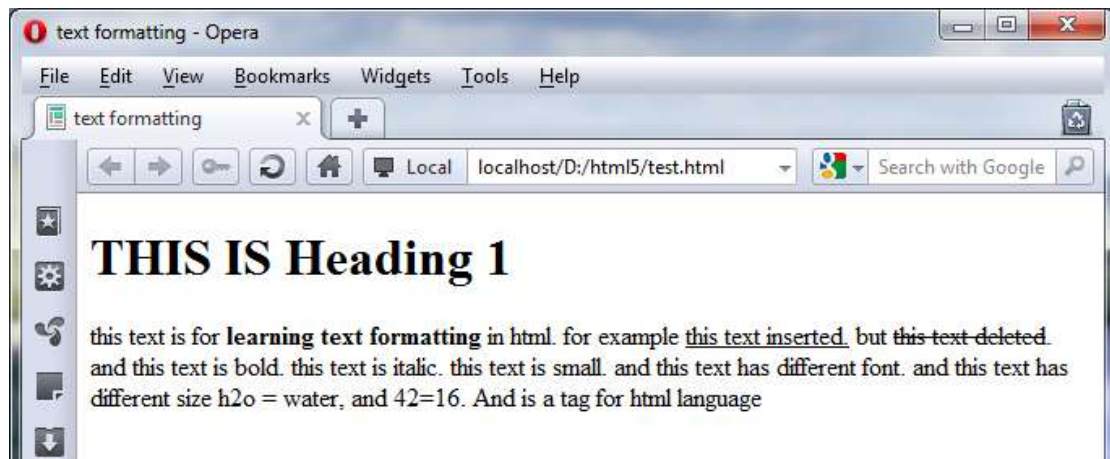 text formatting - Opera
File Edit View Bookmarks Widgets Tools Help
text formatting
Local localhost/D:/html5/test.html Search with Google
THIS IS Heading 1
this text is for learning text formatting in html. for example this text inserted. but this text deleted.
and this text is bold. this text is italic. this text is small. and this text has different font. and this text has
different size h2o = water, and 42=16. And is a tag for html language